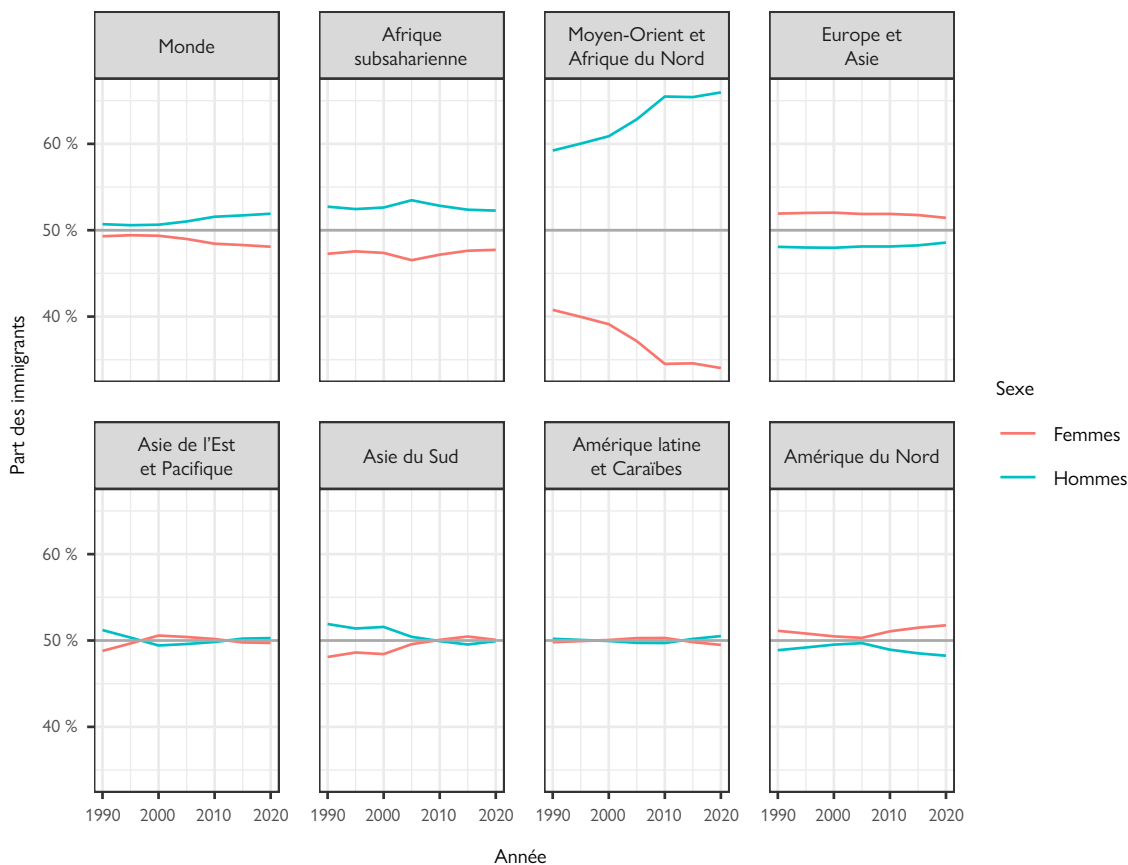 Monde
Afrique
subsaharienne
Moyen-Orient et
Afrique du Nord
Europe et
Asie
60 %
50 %
40 %
Part des immigrants
Asie de l’Est
et Pacifique
Asie du Sud
Amérique latine
et Caraïbes
Amérique du Nord
60 %
50 %
40 %
1990 2000 2010 2020
1990 2000 2010 2020
1990 2000 2010 2020
1990 2000 2010 2020
Année
Sexe
Femmes
Hommes